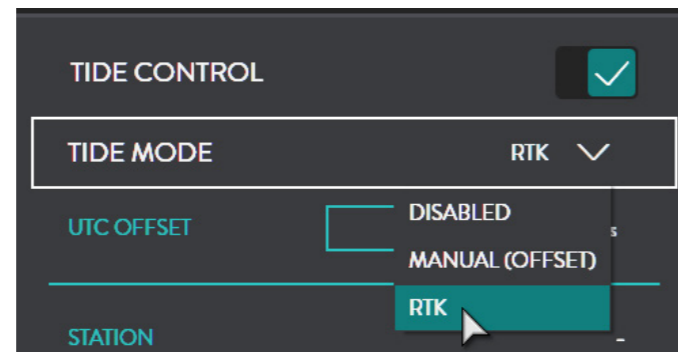 TIDE CONTROL
TIDE MODE RTK
UTC OFFSET s
DISABLED
MANUAL (OFFSET)
RTK
STATION -